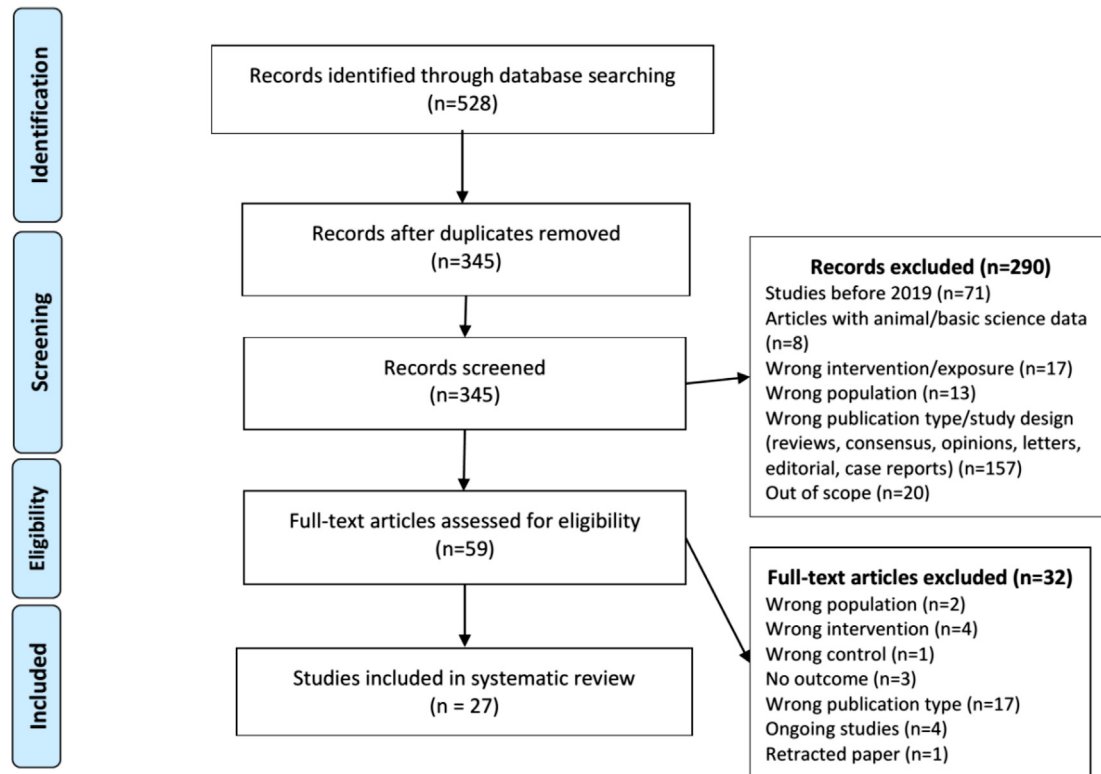 Identification
Records identified through database searching
(n=528)
Screening
Records after duplicates removed
(n=345)
Records screened
(n=345)
Records excluded (n=290)
Studies before 2019 (n=71)
Articles with animal/basic science data
(n=8)
Wrong intervention/exposure (n=17)
Wrong population (n=13)
Wrong publication type/study design
(reviews, consensus, opinions, letters,
editorial, case reports) (n=157)
Out of scope (n=20)
Eligibility
Full-text articles assessed for eligibility
(n=59)
Full-text articles excluded (n=32)
Wrong population (n=2)
Wrong intervention (n=4)
Wrong control (n=1)
No outcome (n=3)
Wrong publication type (n=17)
Ongoing studies (n=4)
Retracted paper (n=1)
Included
Studies included in systematic review
(n = 27)